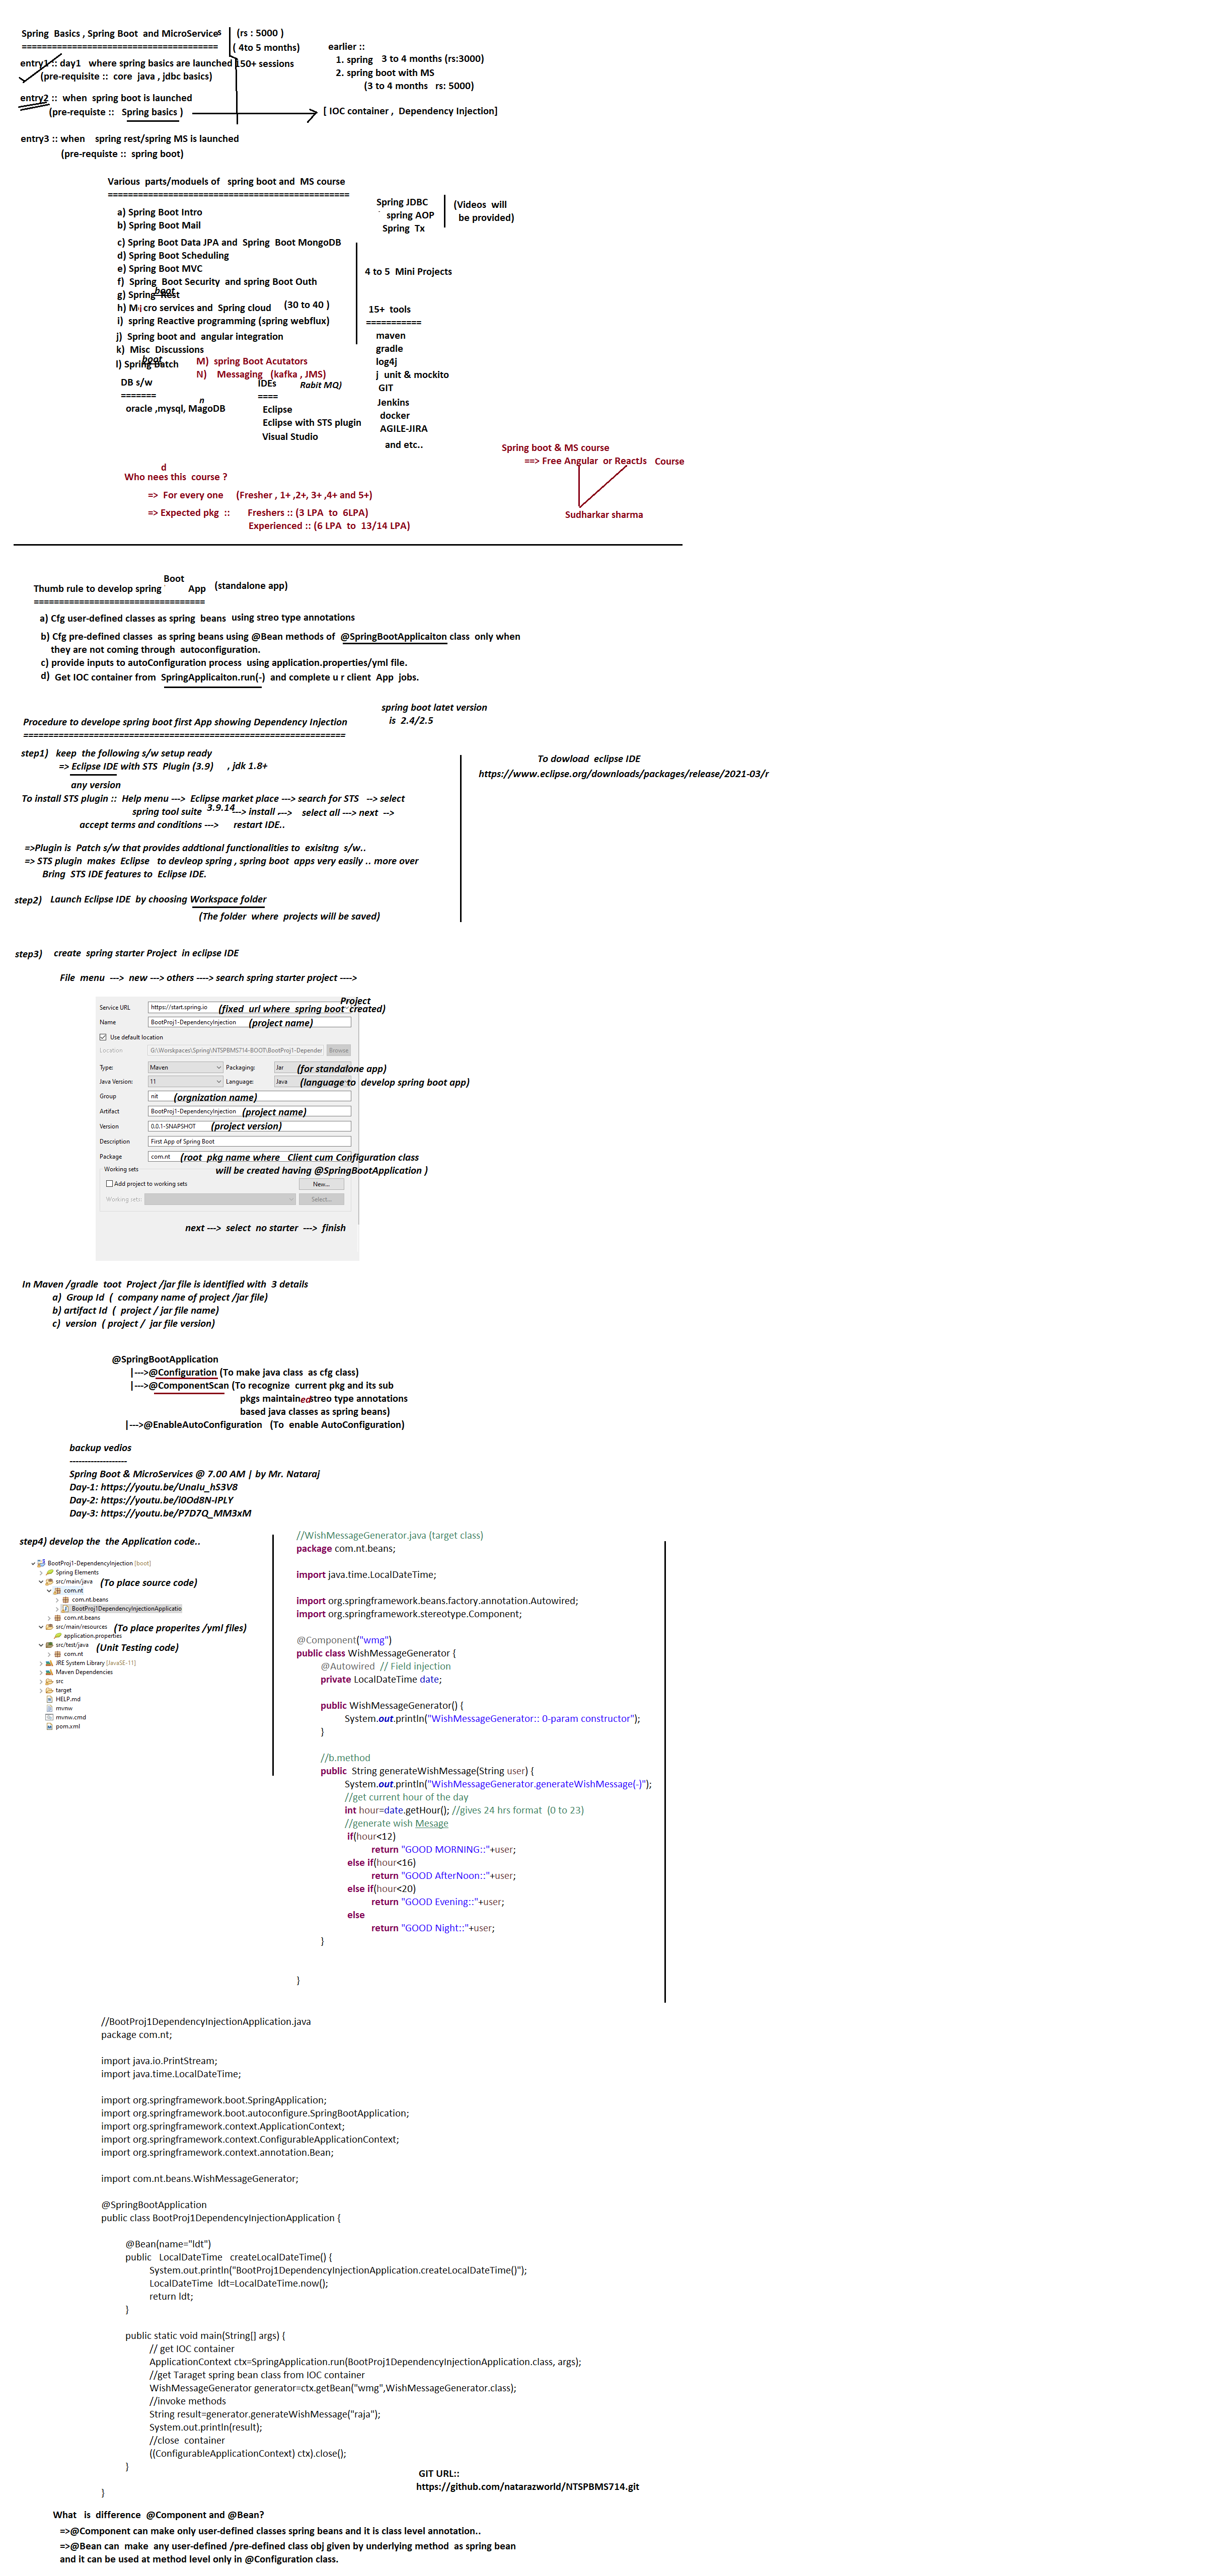 Spring Basics , Spring Boot and MicroServices
======================================
(rs : 5000 )
( 4to 5 months)
150+ sessions
earlier ::
1. spring 3 to 4 months (rs:3000)
2. spring boot with MS
(3 to 4 months rs: 5000)
entry1 :: day1 where spring basics are launched
(pre-requisite :: core java , jdbc basics)
entry2 :: when spring boot is launched
(pre-requiste :: Spring basics )
[ IOC container , Dependency Injection]
entry3 :: when spring rest/spring MS is launched
(pre-requiste :: spring boot)
Various parts/moduels of spring boot and MS course
================================================
a) Spring Boot Intro
b) Spring Boot Mail
c) Spring Boot Data JPA and Spring Boot MongoDB
d) Spring Boot Scheduling
e) Spring Boot MVC
f) Spring Boot Security and spring Boot Outh
g) Spring boot Rest
h) Micro services and Spring cloud (30 to 40 )
i) spring Reactive programming (spring webflux)
j) Spring boot and angular integration
k) Misc Discussions
l) Spring boot Batch
M) spring Boot Acutators
N) Messaging (kafka , JMS)
Rabit MQ)
Spring JDBC
spring AOP
Spring Tx
(Videos will
be provided)
4 to 5 Mini Projects
15+ tools
===========
maven
gradle
log4j
j unit & mockito
GIT
Jenkins
docker
AGILE-JIRA
and etc..
DB s/w
=======
oracle ,mysql, MagoDB
n
IDEs
====
Eclipse
Eclipse with STS plugin
Visual Studio
Spring boot & MS course
==> Free Angular or ReactJs Course
Sudharkar sharma
d
Who nees this course ?
=> For every one (Fresher , 1+ ,2+, 3+ ,4+ and 5+)
=> Expected pkg :: Freshers :: (3 LPA to 6LPA)
Experienced :: (6 LPA to 13/14 LPA)
Boot
Thumb rule to develop spring App (standalone app)
==================================
a) Cfg user-defined classes as spring beans using streo type annotations
b) Cfg pre-defined classes as spring beans using @Bean methods of @SpringBootApplicaiton class only when
they are not coming through autoconfiguration.
c) provide inputs to autoConfiguration process using application.properties/yml file.
d) Get IOC container from SpringApplicaiton.run(-) and complete u r client App jobs.
spring boot latet version
is 2.4/2.5
Procedure to develope spring boot first App showing Dependency Injection
================================================================
step1) keep the following s/w setup ready
=> Eclipse IDE with STS Plugin (3.9) , jdk 1.8+
any version
To install STS plugin :: Help menu ---> Eclipse market place ---> search for STS --> select
spring tool suite 3.9.14 ---> install ---> select all ---> next -->
accept terms and conditions ---> restart IDE..
To dowload eclipse IDE
https://www.eclipse.org/downloads/packages/release/2021-03/r
=>Plugin is Patch s/w that provides addtional functionalities to exisitng s/w..
=> STS plugin makes Eclipse to devleop spring , spring boot apps very easily .. more over
Bring STS IDE features to Eclipse IDE.
step2) Launch Eclipse IDE by choosing Workspace folder
(The folder where projects will be saved)
step3) create spring starter Project in eclipse IDE
File menu ---> new ---> others ----> search spring starter project ---->
Project
Service URL https://start.spring.io (fixed url where spring boot created)
Name BootProj1-DependencyInjection (project name)
Use default location
Location G:\Worskpaces\Spring\NTSPBMS714-BOOT\BootProj1-Depender Browse
Type: Maven Packaging: Jar (for standalone app)
Java Version: 11 Language: Java (language to develop spring boot app)
Group nit (orgnization name)
Artifact BootProj1-DependencyInjection (project name)
Version 0.0.1-SNAPSHOT (project version)
Description First App of Spring Boot
Package com.nt (root pkg name where Client cum Configuration class
will be created having @SpringBootApplication )
Working sets
Add project to working sets New...
Working sets: Select...
next ---> select no starter ---> finish
In Maven /gradle toot Project /jar file is identified with 3 details
a) Group Id ( company name of project /jar file)
b) artifact Id ( project / jar file name)
c) version ( project / jar file version)
@SpringBootApplication
|--->@Configuration (To make java class as cfg class)
|--->@ComponentScan (To recognize current pkg and its sub
pkgs maintained streo type annotations
based java classes as spring beans)
|--->@EnableAutoConfiguration (To enable AutoConfiguration)
backup vedios
-------------------
Spring Boot & MicroServices @ 7.00 AM | by Mr. Nataraj
Day-1: https://youtu.be/UnaIu_hS3V8
Day-2: https://youtu.be/i0Od8N-IPLY
Day-3: https://youtu.be/P7D7Q_MM3xM
step4) develop the the Application code..
BootProj1-DependencyInjection [boot]
Spring Elements
src/main/java (To place source code)
com.nt
com.nt.beans
BootProj1DependencyInjectionApplicatio
com.nt.beans
src/main/resources (To place properites /yml files)
application.properties
src/test/java (Unit Testing code)
com.nt
JRE System Library [JavaSE-11]
Maven Dependencies
src
target
HELP.md
mvnw
mvnw.cmd
pom.xml
//WishMessageGenerator.java (target class)
package com.nt.beans;
import java.time.LocalDateTime;
import org.springframework.beans.factory.annotation.Autowired;
import org.springframework.stereotype.Component;
@Component("wmg")
public class WishMessageGenerator {
@Autowired // Field injection
private LocalDateTime date;
public WishMessageGenerator() {
System.out.println("WishMessageGenerator:: 0-param constructor");
}
//b.method
public String generateWishMessage(String user) {
System.out.println("WishMessageGenerator.generateWishMessage(-)");
//get current hour of the day
int hour=date.getHour(); //gives 24 hrs format (0 to 23)
//generate wish Mesage
if(hour<12)
return "GOOD MORNING::"+user;
else if(hour<16)
return "GOOD AfterNoon::"+user;
else if(hour<20)
return "GOOD Evening::"+user;
else
return "GOOD Night::"+user;
}
}
//BootProj1DependencyInjectionApplication.java
package com.nt;
import java.io.PrintStream;
import java.time.LocalDateTime;
import org.springframework.boot.SpringApplication;
import org.springframework.boot.autoconfigure.SpringBootApplication;
import org.springframework.context.ApplicationContext;
import org.springframework.context.ConfigurableApplicationContext;
import org.springframework.context.annotation.Bean;
import com.nt.beans.WishMessageGenerator;
@SpringBootApplication
public class BootProj1DependencyInjectionApplication {
@Bean(name="ldt")
public LocalDateTime createLocalDateTime() {
System.out.println("BootProj1DependencyInjectionApplication.createLocalDateTime()");
LocalDateTime ldt=LocalDateTime.now();
return ldt;
}
public static void main(String[] args) {
// get IOC container
ApplicationContext ctx=SpringApplication.run(BootProj1DependencyInjectionApplication.class, args);
//get Taraget spring bean class from IOC container
WishMessageGenerator generator=ctx.getBean("wmg",WishMessageGenerator.class);
//invoke methods
String result=generator.generateWishMessage("raja");
System.out.println(result);
//close container
((ConfigurableApplicationContext) ctx).close();
}
}
GIT URL::
https://github.com/natarazworld/NTSPBMS714.git
What is difference @Component and @Bean?
=>@Component can make only user-defined classes spring beans and it is class level annotation..
=>@Bean can make any user-defined /pre-defined class obj given by underlying method as spring bean
and it can be used at method level only in @Configuration class.